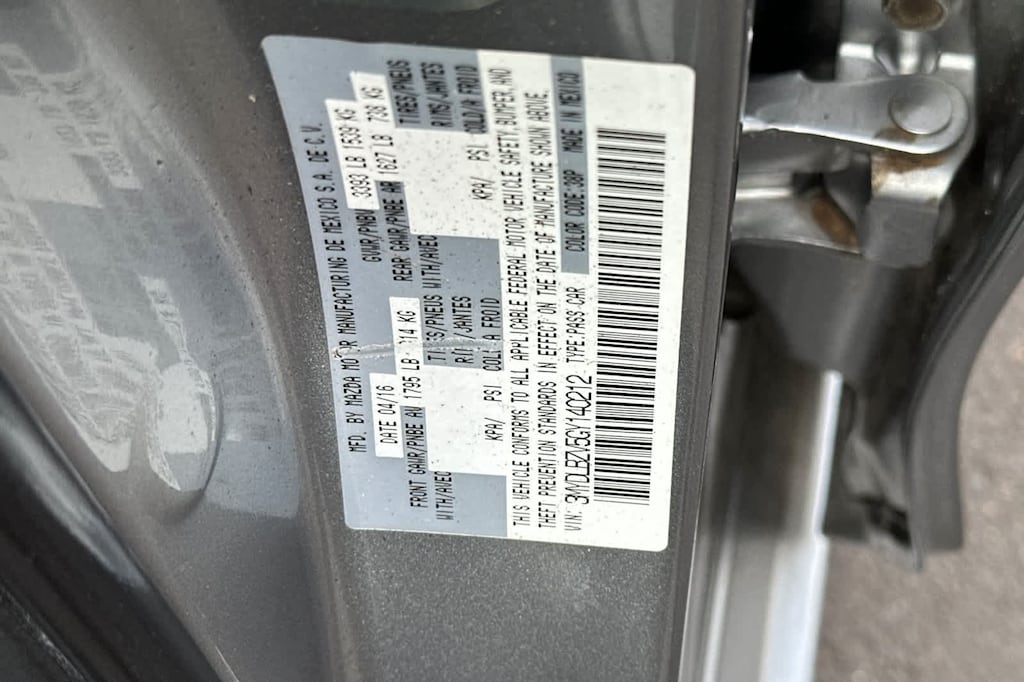 MFD. BY MAZDA MOTOR MANUFACTURING DE MEXICO S.A. DE C.V.
DATE 04/16 GVWR/PNBV 3393 LB 1539 KG
FRONT GAWR/PNBE AV 1795 LB 814 KG REAR GAWR/PNBE AR 1627 LB 738 KG
WITH/AVEC TIRES/PNEUS WITH/AVEC TIRES/PNEUS
RIMS/JANTES RIMS/JANTES
KPA/ PSI COLD/A FROID KPA/ PSI COLD/A FROID
THIS VEHICLE CONFORMS TO ALL APPLICABLE FEDERAL MOTOR VEHICLE SAFETY, BUMPER, AND
THEFT PREVENTION STANDARDS IN EFFECT ON THE DATE OF MANUFACTURE SHOWN ABOVE.
VIN: 3MYDLBZV5GY140212 TYPE:PASS.CAR COLOR CODE:38P MADE IN MEXICO